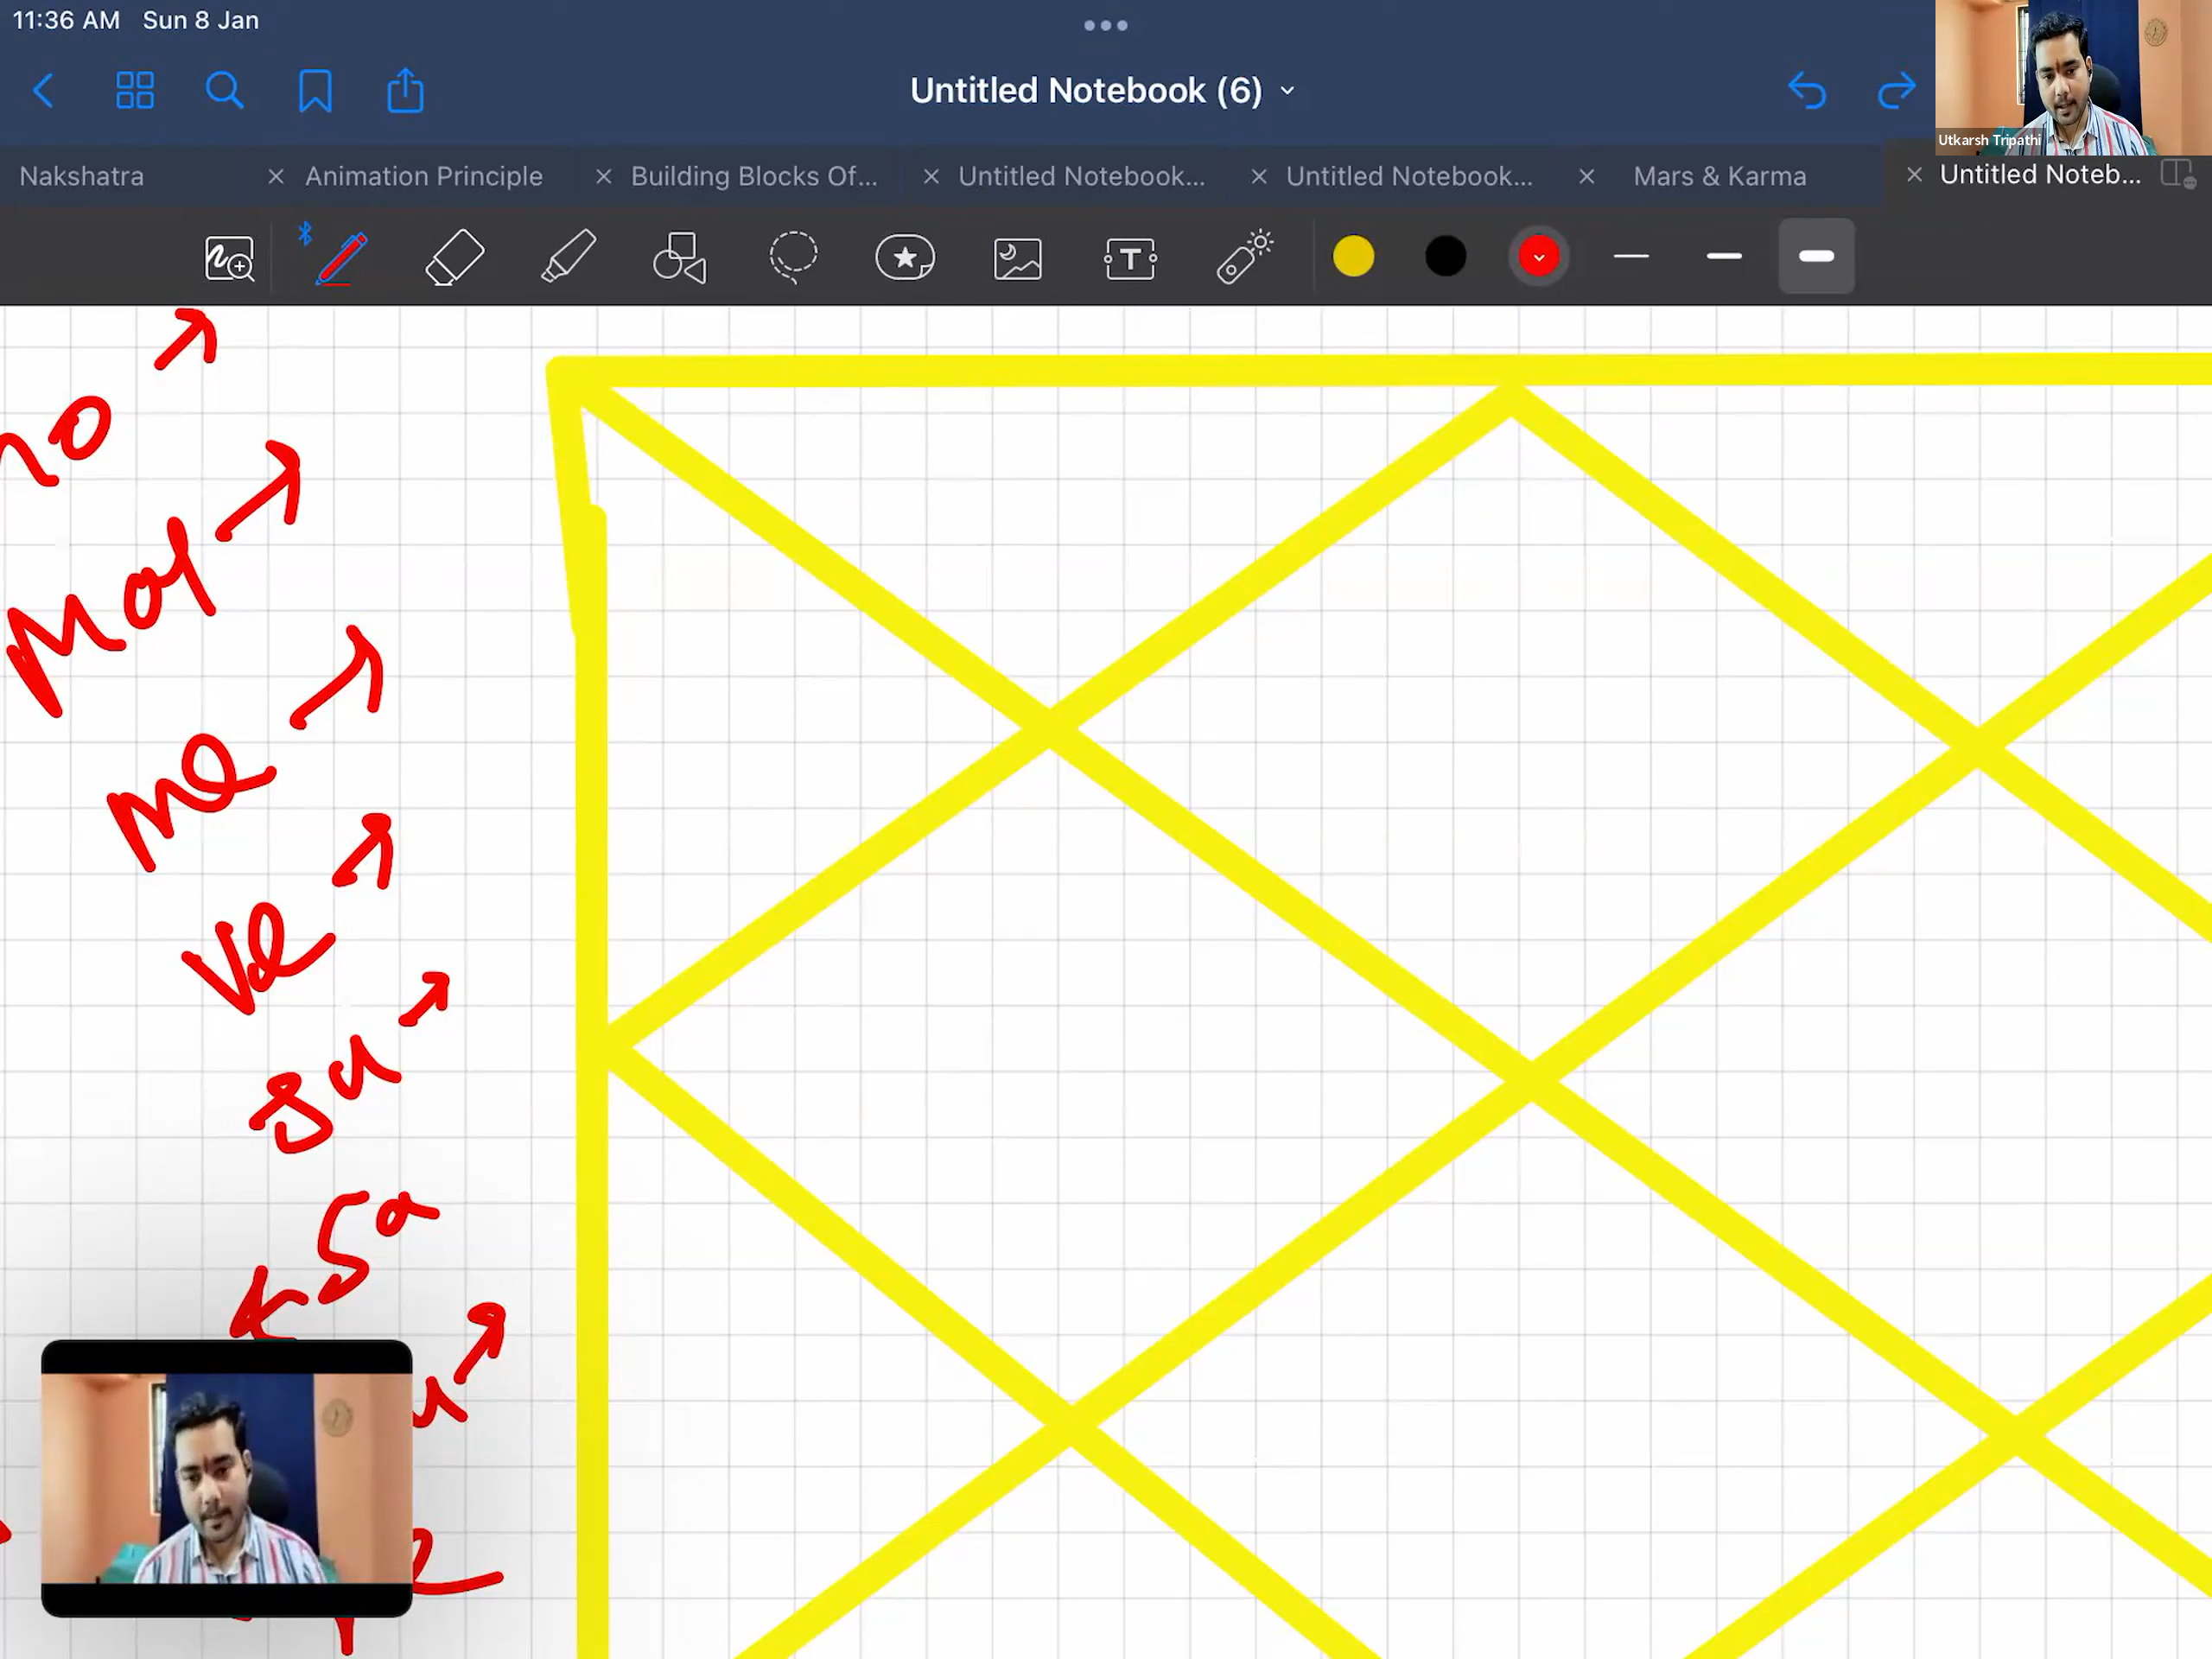 11:36 AM Sun 8 Jan
Untitled Notebook (6)
Utkarsh Tripathi
Nakshatra
Animation Principle
Building Blocks Of...
Untitled Notebook...
Untitled Notebook...
Mars & Karma
Untitled Noteb...
T
Me
Ve
Su
Sa